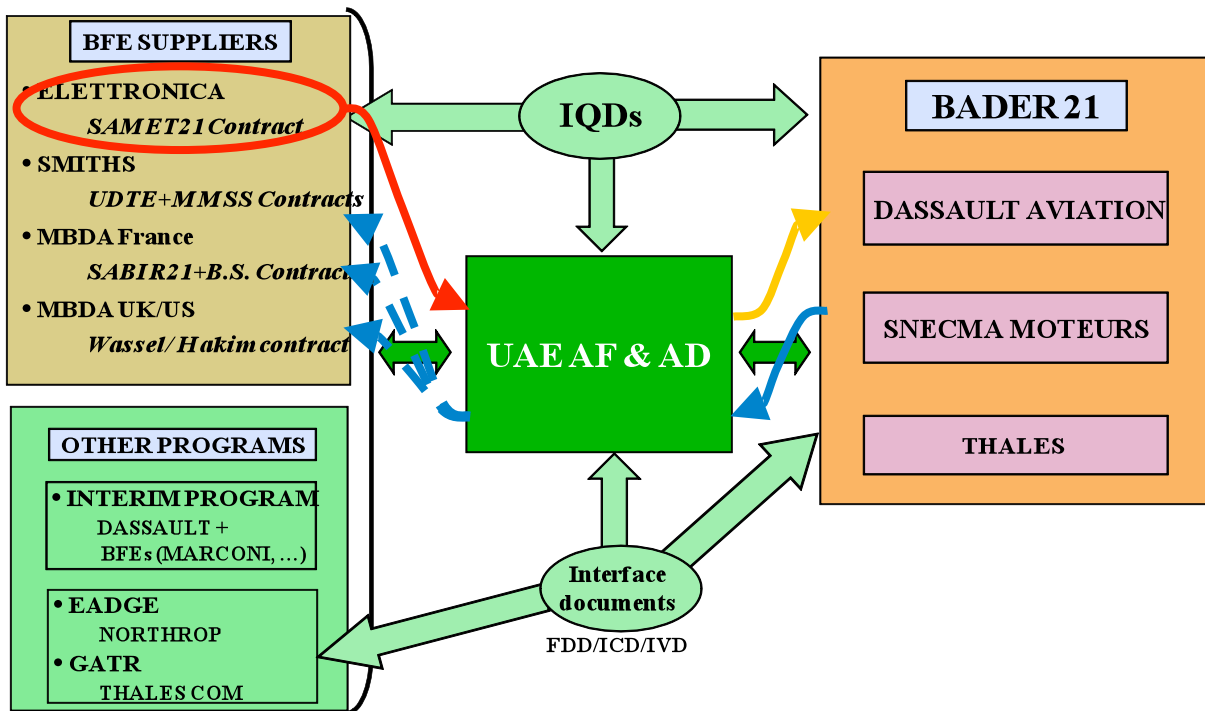 BFE SUPPLIERS
• ELETTRONICA
SAMET21 Contract
• SMITHS
UDTE+MMSS Contracts
• MBDA France
SABIR21+B.S. Contract
• MBDA UK/US
Wassel/ Hakim contract
OTHER PROGRAMS
• INTERIM PROGRAM
DASSAULT +
BFEs (MARCONI, …)
• EADGE
NORTHROP
• GATR
THALES COM
IQDs
UAE AF & AD
Interface
documents
FDD/ICD/IVD
BADER 21
DASSAULT AVIATION
SNECMA MOTEURS
THALES